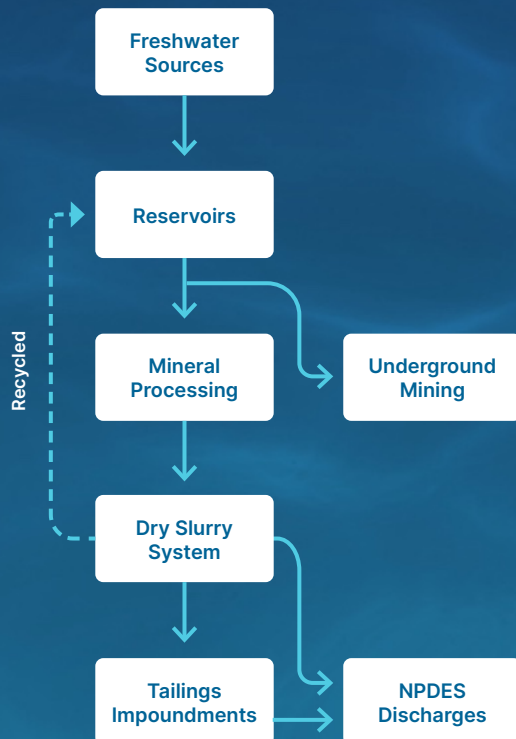 Freshwater
Sources
Reservoirs
Recycled
Mineral
Processing
Underground
Mining
Dry Slurry
System
Tailings
Impoundments
NPDES
Discharges